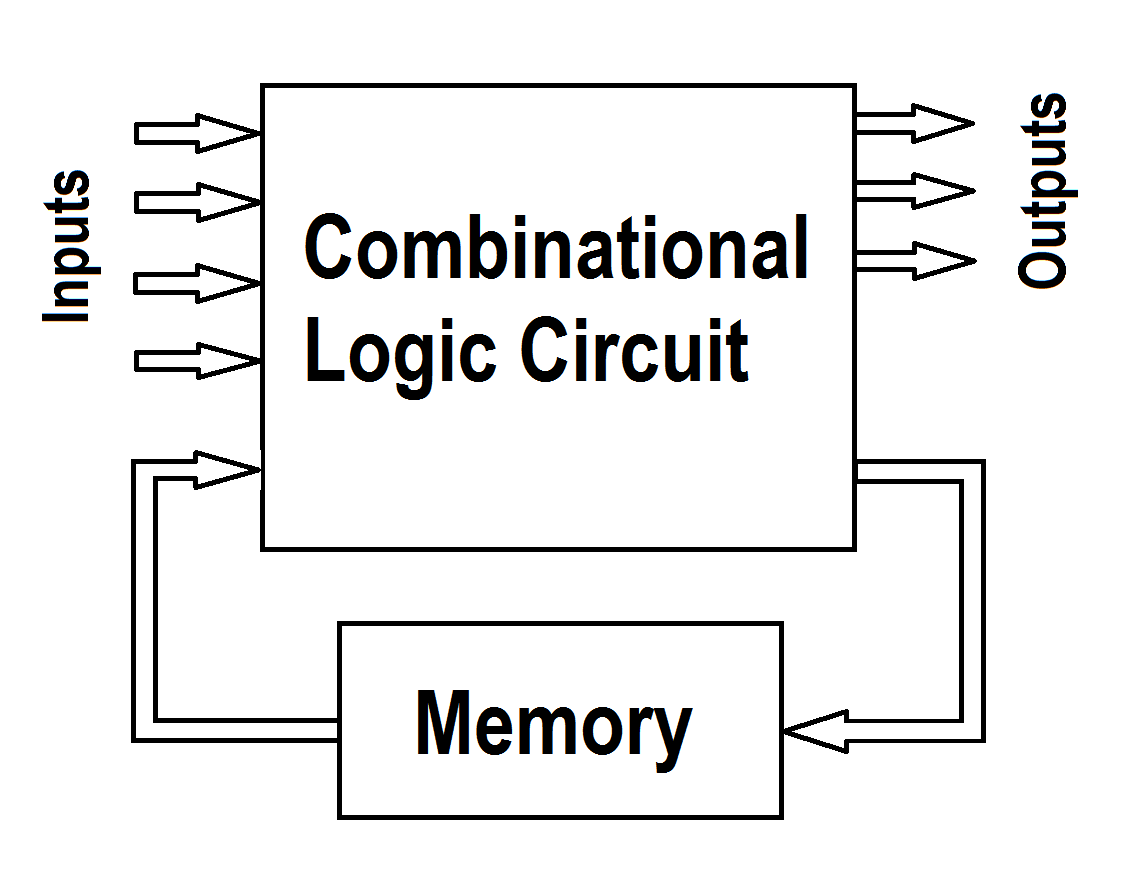 Inputs
Combinational
Logic Circuit
Outputs
Memory